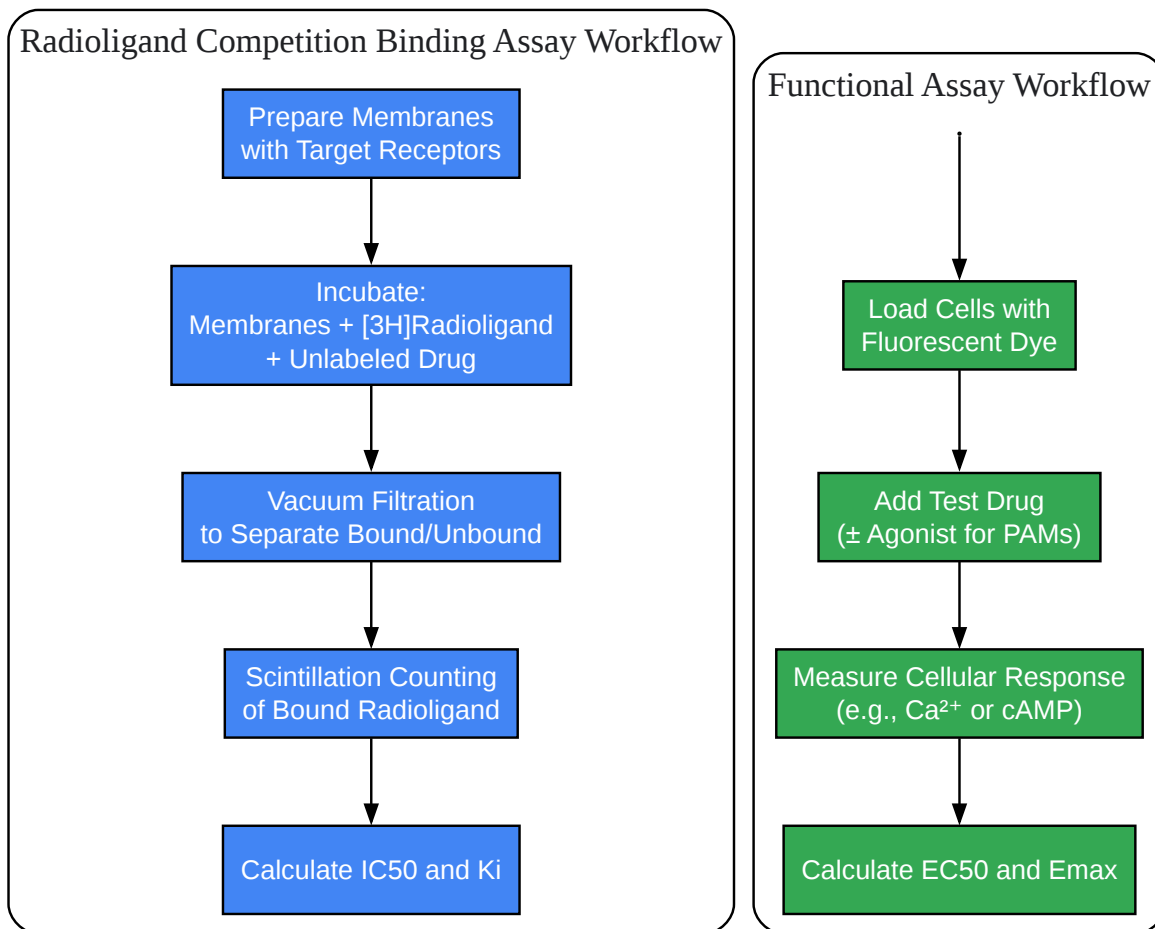 Radioligand Competition Binding Assay Workflow
Prepare Membranes
with Target Receptors
Incubate:
Membranes + [3H]Radioligand
+ Unlabeled Drug
Vacuum Filtration
to Separate Bound/Unbound
Scintillation Counting
of Bound Radioligand
Calculate IC50 and Ki
Functional Assay Workflow
Load Cells with
Fluorescent Dye
Add Test Drug
(± Agonist for PAMs)
Measure Cellular Response
(e.g., Ca²⁺ or cAMP)
Calculate EC50 and Emax